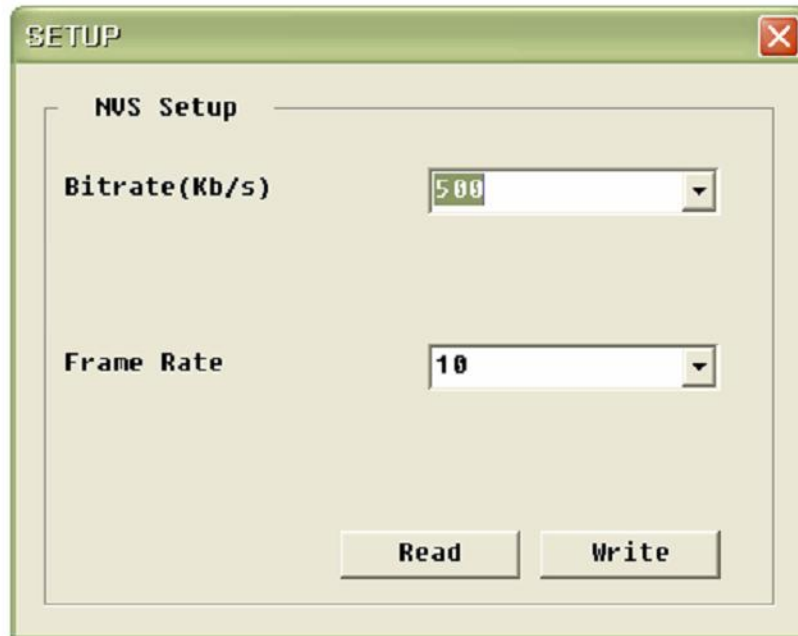 SETUP
NVS Setup
Bitrate(Kb/s) 500
Frame Rate 10
Read Write